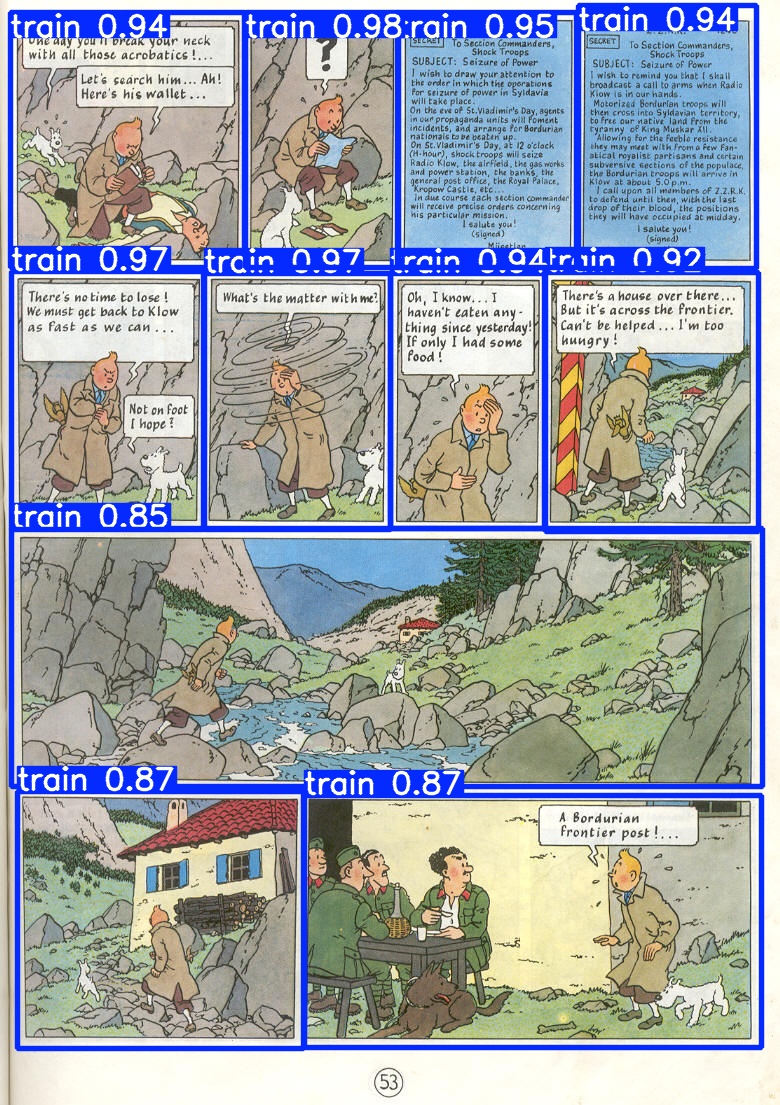 train 0.94
train 0.98
train 0.95
train 0.94
One day you'll break your neck
with all those acrobatics!...
Let's search him... Ah!
Here's his wallet...
?
SECRET
To Section Commanders,
Shock Troops
SUBJECT: Seizure of Power
I wish to draw your attention to
the order in which the operations
for seizure of power in Syldavia
will take place.
On the eve of St.Vladimir's Day, agents
in our propaganda units will foment
incidents, and arrange for Bordurian
nationals to be beaten up.
On St.Vladimir's Day, at 12 o'clock
(H-hour), shock troops will seize
Radio Klow, the airfield, the gas works
and power station, the banks, the
general post office, the Royal Palace,
Kropow Castle, etc...
In due course each section commander
will receive precise orders concerning
his particular mission.
I salute you!
(signed)
SECRET
To Section Commanders,
Shock Troops
SUBJECT: Seizure of Power
I wish to remind you that I shall
broadcast a call to arms when Radio
Klow is in our hands.
Motorized Bordurian troops will
then cross into Syldavian territory,
to free our native land from the
tyranny of King Muskar XII.
Allowing for the feeble resistance
they may meet with from a few fan-
atical royalist partisans and certain
subversive sections of the populace,
the Bordurian troops will arrive in
Klow at about 5.0 p.m.
I call upon all members of Z.Z.R.K.
to defend until then, with the last
drop of their blood, the positions
they will have occupied at midday.
I salute you!
(signed)
train 0.97
train 0.97
train 0.94
train 0.92
There's no time to lose!
We must get back to Klow
as fast as we can...
Not on foot
I hope?
What's the matter with me?
Oh, I know... I
haven't eaten any-
thing since yesterday!
If only I had some
food!
There's a house over there...
But it's across the frontier.
Can't be helped... I'm too
hungry!
train 0.85
train 0.87
train 0.87
A Bordurian
frontier post!...
53